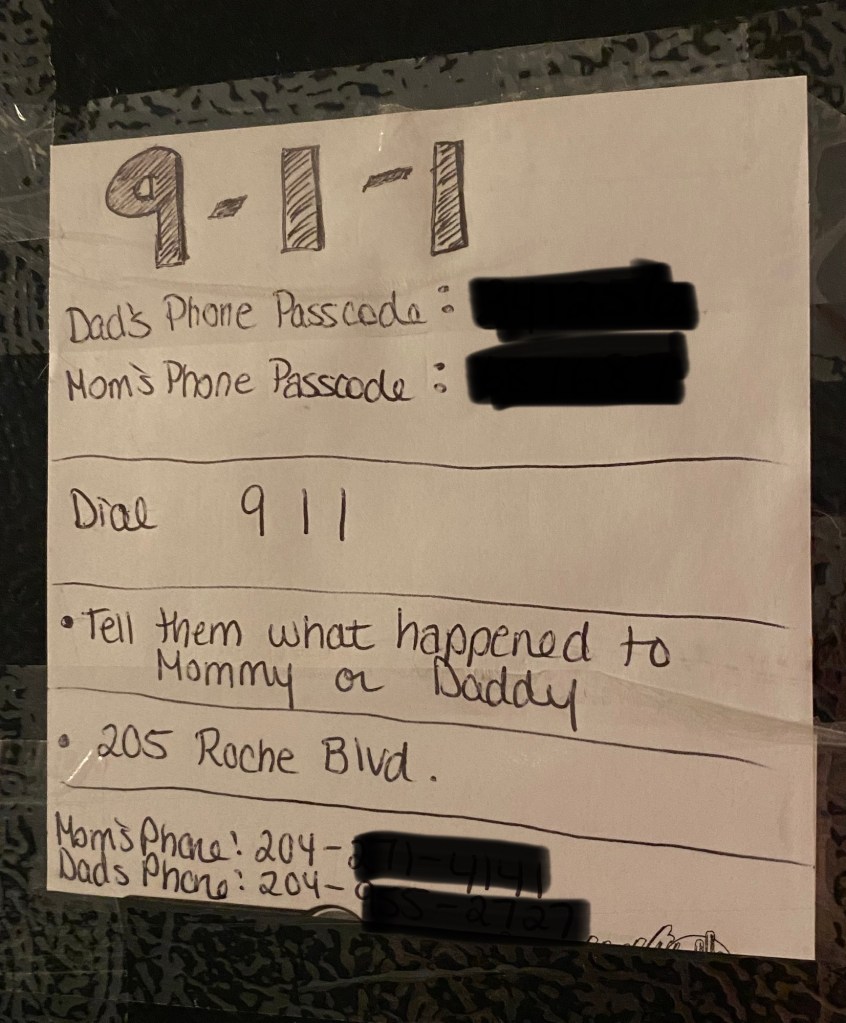 9-1-1
Dad's Phone Passcode:
Mom's Phone Passcode:
Dial 911
• Tell them what happened to
Mommy or Daddy
• 205 Roche Blvd.
Mom's Phone: 204-
Dads Phone: 204-